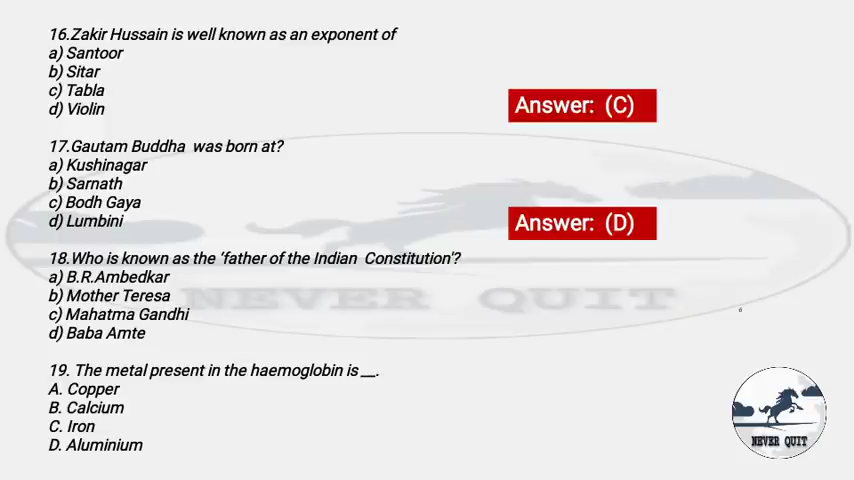 16.Zakir Hussain is well known as an exponent of
a) Santoor
b) Sitar
c) Tabla
d) Violin
Answer: (C)
17.Gautam Buddha was born at?
a) Kushinagar
b) Sarnath
c) Bodh Gaya
d) Lumbini
Answer: (D)
18.Who is known as the ‘father of the Indian Constitution'?
a) B.R.Ambedkar
b) Mother Teresa
c) Mahatma Gandhi
d) Baba Amte
NEVER QUIT
19. The metal present in the haemoglobin is __.
A. Copper
B. Calcium
C. Iron
D. Aluminium
NEVER QUIT